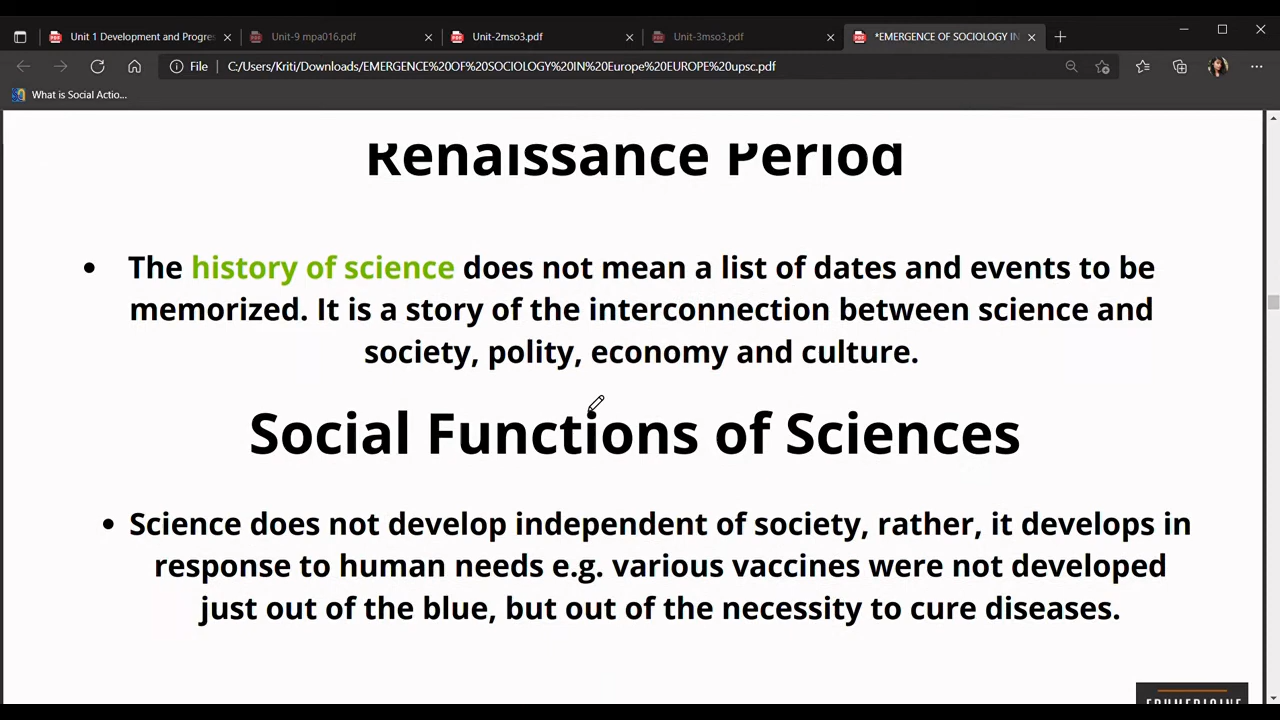 Unit 1 Development and Progres
Unit-9 mpa016.pdf
Unit-2mso3.pdf
Unit-3mso3.pdf
*EMERGENCE OF SOCIOLOGY IN
File
C:/Users/Kriti/Downloads/EMERGENCE%20OF%20SOCIOLOGY%20IN%20Europe%20EUROPE%20upsc.pdf
What is Social Actio...
Renaissance Period
• The history of science does not mean a list of dates and events to be
memorized. It is a story of the interconnection between science and
society, polity, economy and culture.
Social Functions of Sciences
• Science does not develop independent of society, rather, it develops in
response to human needs e.g. various vaccines were not developed
just out of the blue, but out of the necessity to cure diseases.